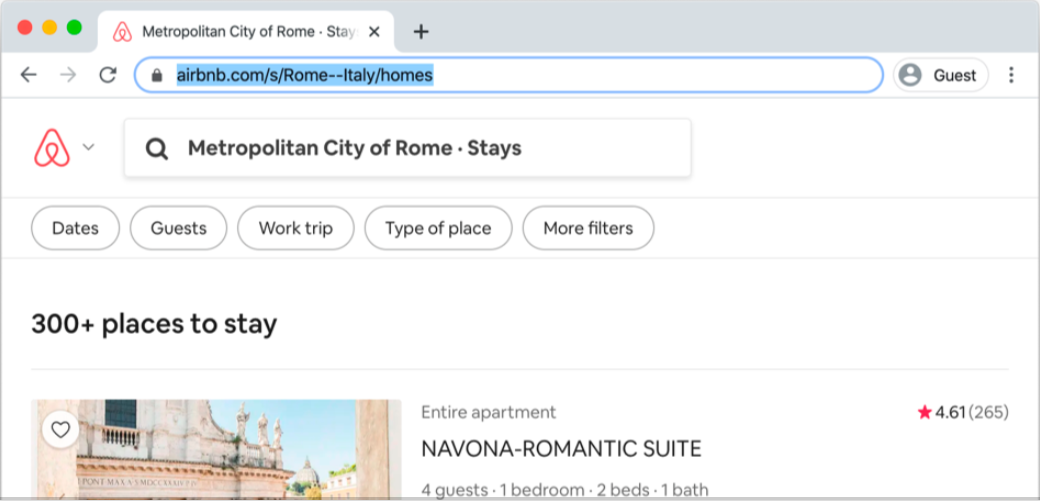 Metropolitan City of Rome · Stay
airbnb.com/s/Rome--Italy/homes
Guest
Metropolitan City of Rome · Stays
Dates
Guests
Work trip
Type of place
More filters
300+ places to stay
Entire apartment
4.61 (265)
NAVONA-ROMANTIC SUITE
4 guests · 1 bedroom · 2 beds · 1 bath
PONT MAX